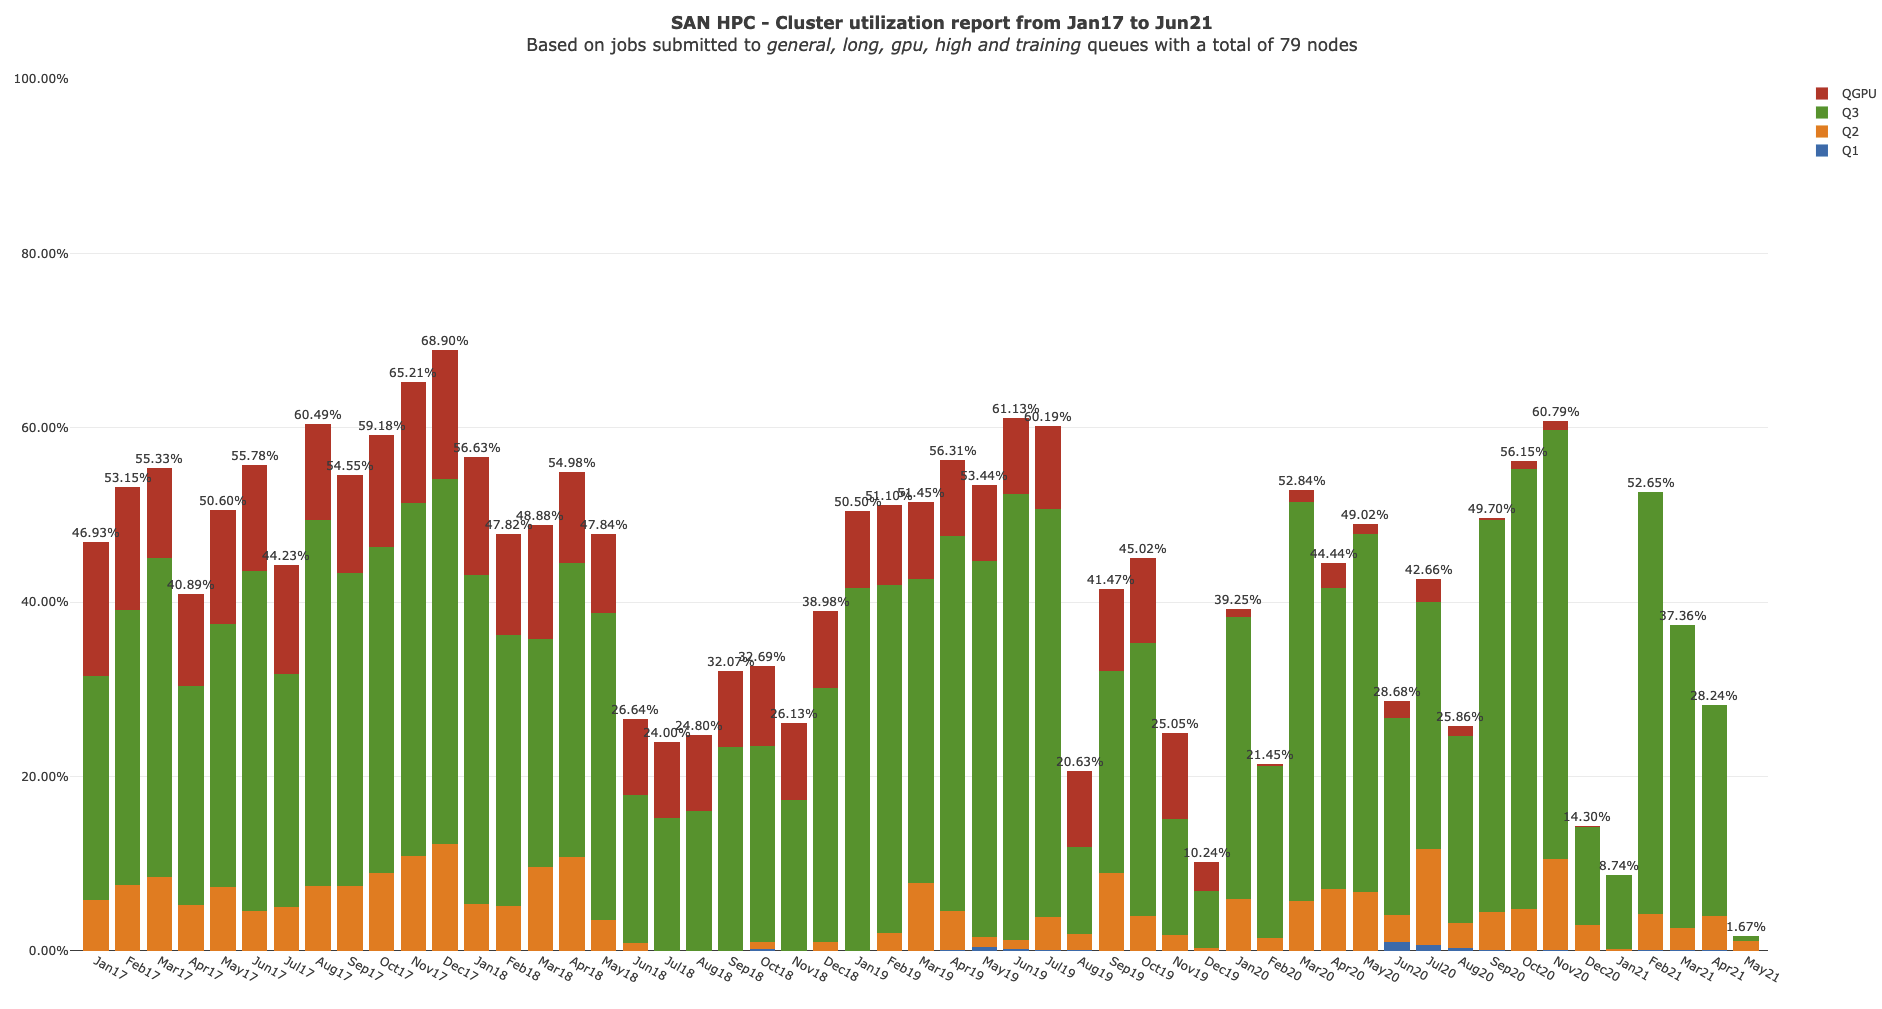 SAN HPC - Cluster utilization report from Jan17 to Jun21
Based on jobs submitted to general, long, gpu, high and training queues with a total of 79 nodes
100.00%
80.00%
60.00%
40.00%
20.00%
0.00%
QGPU
Q3
Q2
Q1
46.93%
53.15%
55.33%
40.89%
50.60%
55.78%
44.23%
60.49%
54.55%
59.18%
65.21%
68.90%
56.63%
47.82%
48.88%
54.98%
47.84%
26.64%
24.00%
24.80%
32.07%
32.69%
26.13%
38.98%
50.50%
51.10%
51.45%
56.31%
53.44%
61.13%
60.19%
20.63%
41.47%
45.02%
25.05%
10.24%
39.25%
21.45%
52.84%
44.44%
49.02%
28.68%
42.66%
25.86%
49.70%
56.15%
60.79%
14.30%
8.74%
52.65%
37.36%
28.24%
1.67%
Jan17
Feb17
Mar17
Apr17
May17
Jun17
Jul17
Aug17
Sep17
Oct17
Nov17
Dec17
Jan18
Feb18
Mar18
Apr18
May18
Jun18
Jul18
Aug18
Sep18
Oct18
Nov18
Dec18
Jan19
Feb19
Mar19
Apr19
May19
Jun19
Jul19
Aug19
Sep19
Oct19
Nov19
Dec19
Jan20
Feb20
Mar20
Apr20
May20
Jun20
Jul20
Aug20
Sep20
Oct20
Nov20
Dec20
Jan21
Feb21
Mar21
Apr21
May21